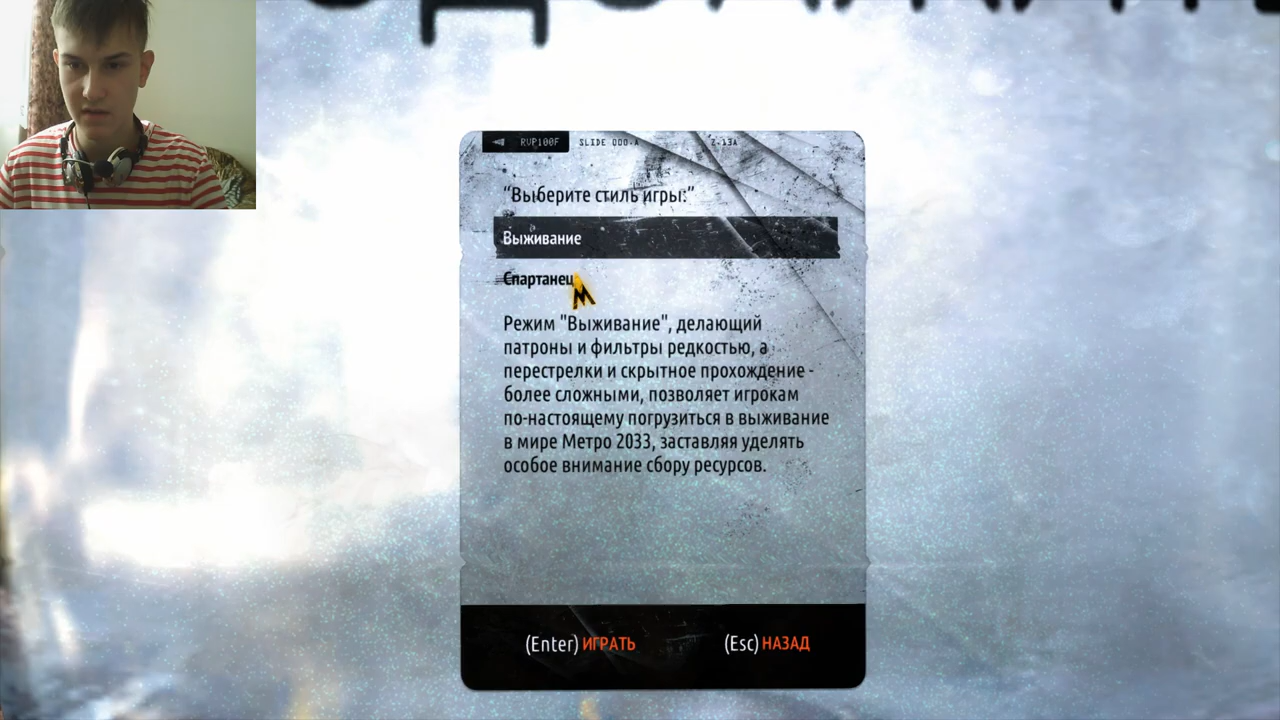 RVP100F SLIDE 000-A Z-13A
“Выберите стиль игры:”
Выживание
Спартанец
Режим "Выживание", делающий
патроны и фильтры редкостью, а
перестрелки и скрытное прохождение -
более сложными, позволяет игрокам
по-настоящему погрузиться в выживание
в мире Метро 2033, заставляя уделять
особое внимание сбору ресурсов.
(Enter) ИГРАТЬ (Esc) НАЗАД